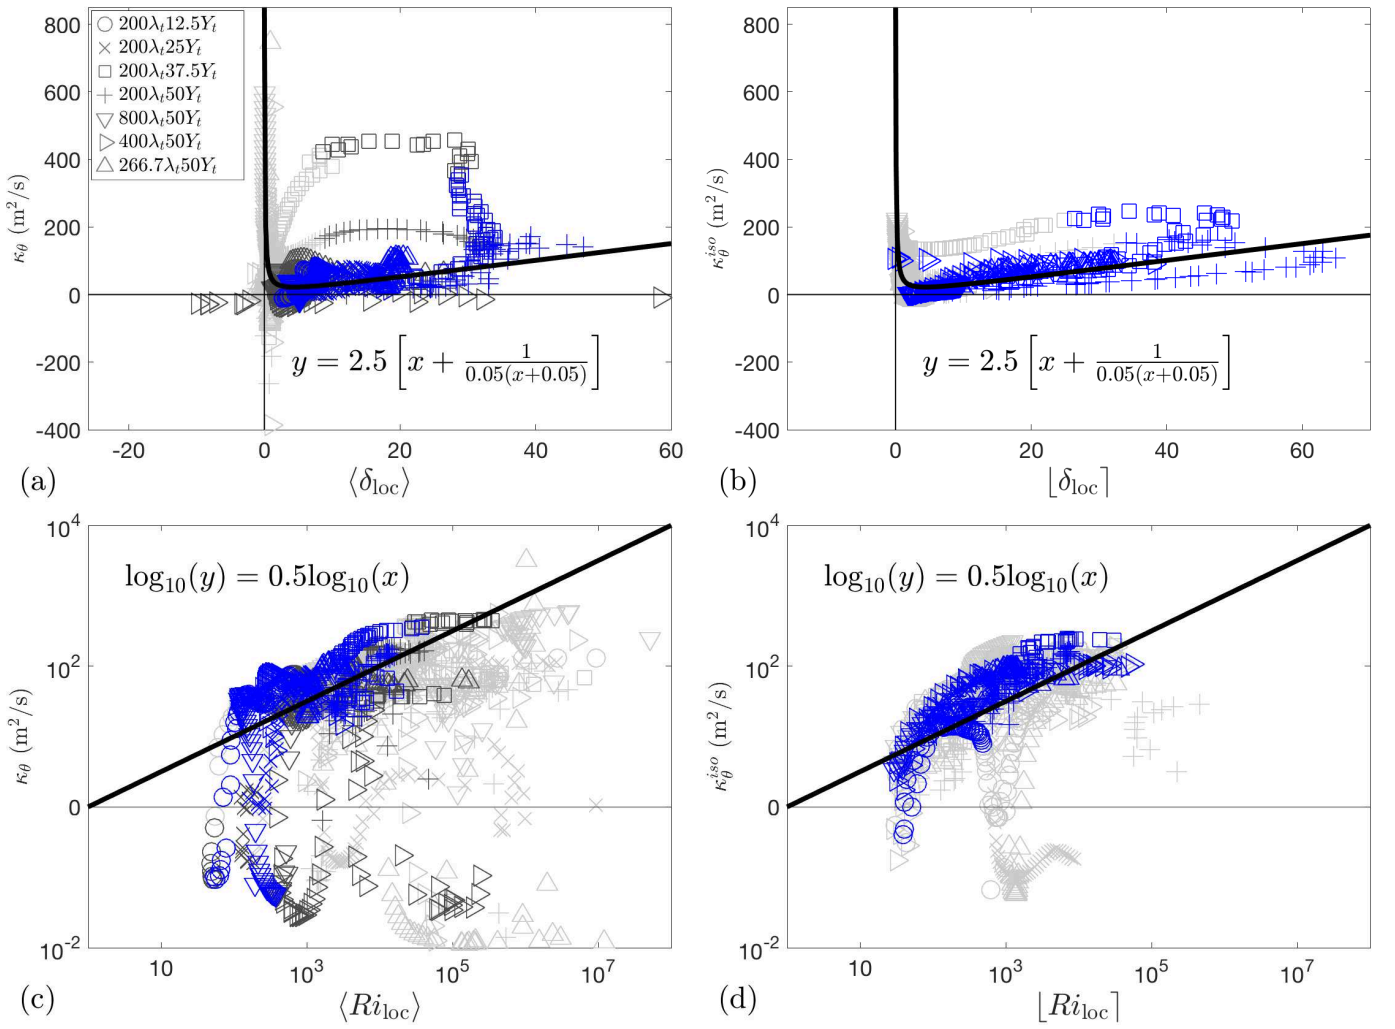 800
600
400
200
0
-200
-400
κθ (m²/s)
200λt12.5Yt
200λt25Yt
200λt37.5Yt
200λt50Yt
800λt50Yt
400λt50Yt
266.7λt50Yt
y = 2.5 [x + 1/0.05(x+0.05)]
-20 0 20 40 60
(a) ⟨δloc⟩
800
600
400
200
0
-200
-400
κθ^iso (m²/s)
y = 2.5 [x + 1/0.05(x+0.05)]
0 20 40 60
(b) ⌊δloc⌉
10⁴
10²
0
10⁻²
κθ (m²/s)
log₁₀(y) = 0.5log₁₀(x)
10 10³ 10⁵ 10⁷
(c) ⟨Riloc⟩
10⁴
10²
0
10⁻²
κθ^iso (m²/s)
log₁₀(y) = 0.5log₁₀(x)
10 10³ 10⁵ 10⁷
(d) ⌊Riloc⌉